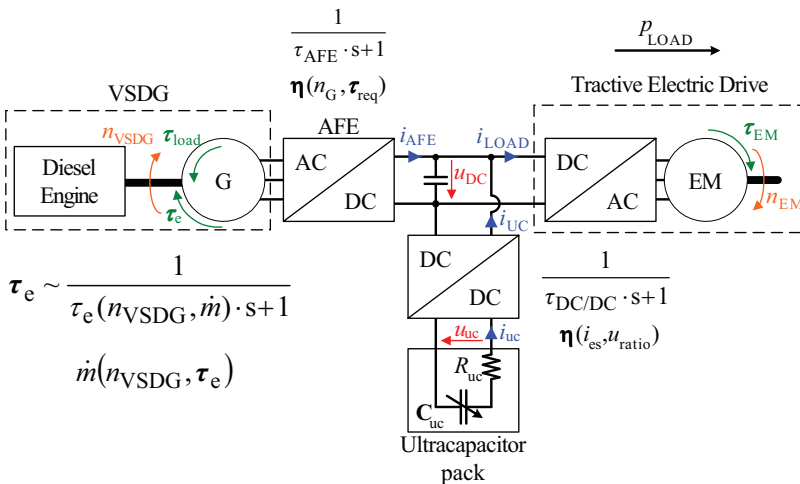 1
τAFE · s+1
η(nG, τreq)
pLOAD
Tractive Electric Drive
VSDG
nVSDG
τload
AFE
iAFE
iLOAD
τEM
Diesel
Engine
G
AC
DC
uDC
DC
AC
EM
nEM
τe
iUC
τe ~ 1
τe(nVSDG, ṁ) · s+1
ṁ(nVSDG, τe)
DC
DC
1
τDC/DC · s+1
η(ies,uratio)
uuc
iuc
Ruc
Cuc
Ultracapacitor
pack